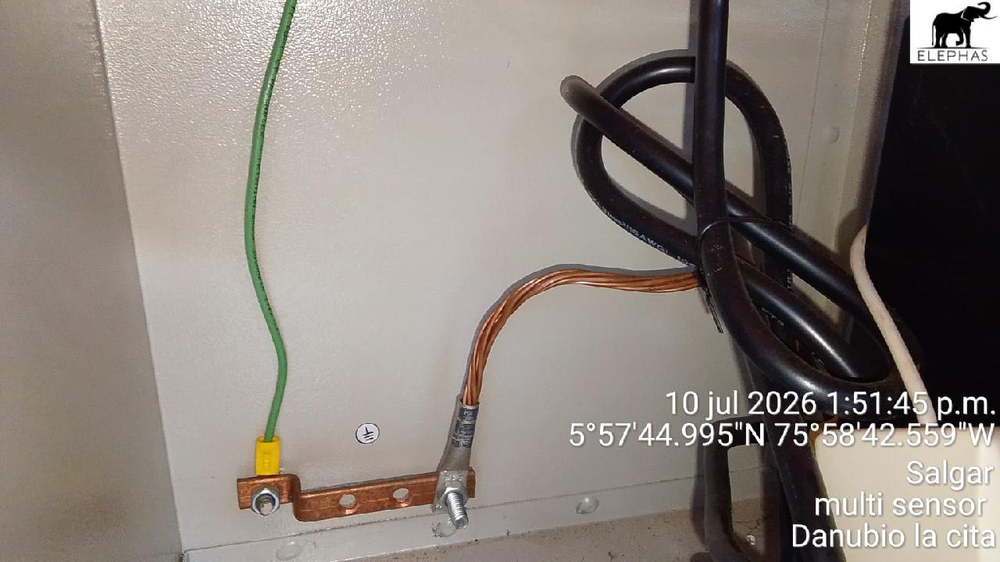 ELEPHAS
(16AWG)
10 jul 2026 1:51:45 p.m.
5°57'44.995"N 75°58'42.559"W
Salgar
multi sensor
Danubio la cita